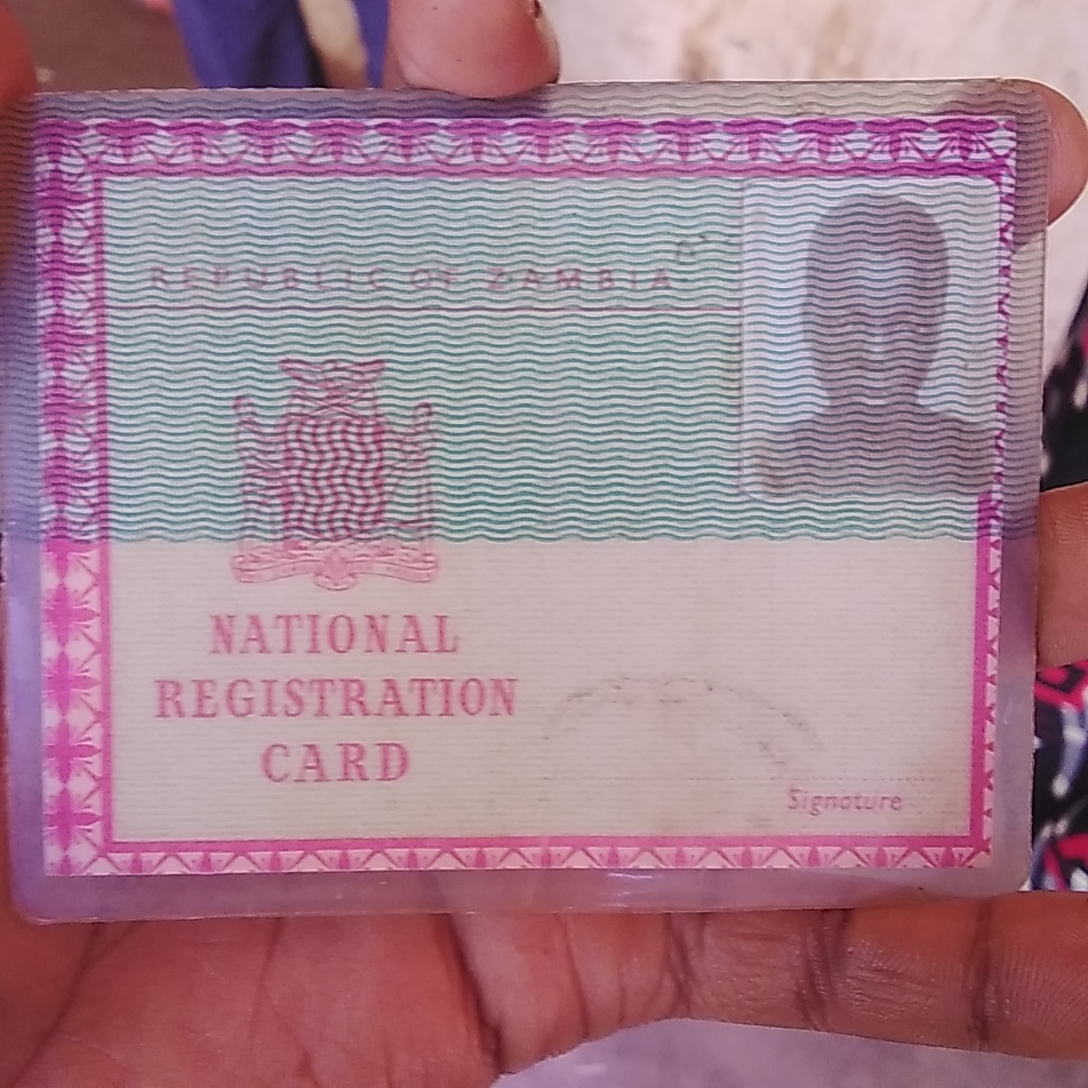 REPUBLIC OF ZAMBIA
NATIONAL
REGISTRATION
CARD
Signature